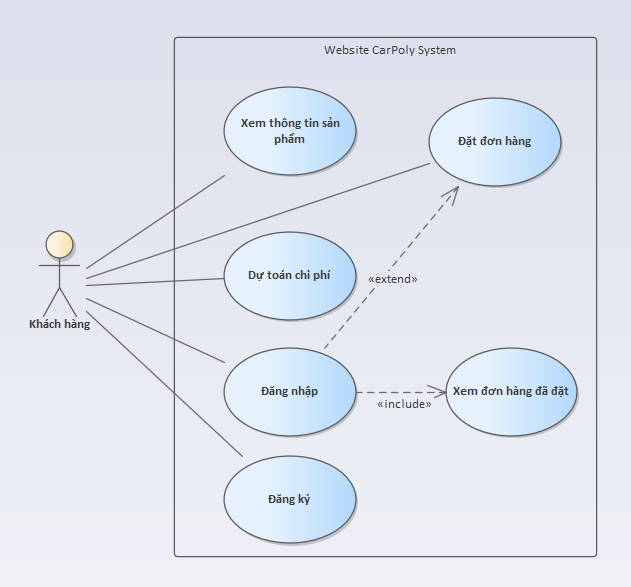 Website CarPoly System
Xem thông tin sản
phẩm
Đặt đơn hàng
Dự toán chi phí
«extend»
Khách hàng
Đăng nhập
Xem đơn hàng đã đặt
«include»
Đăng ký